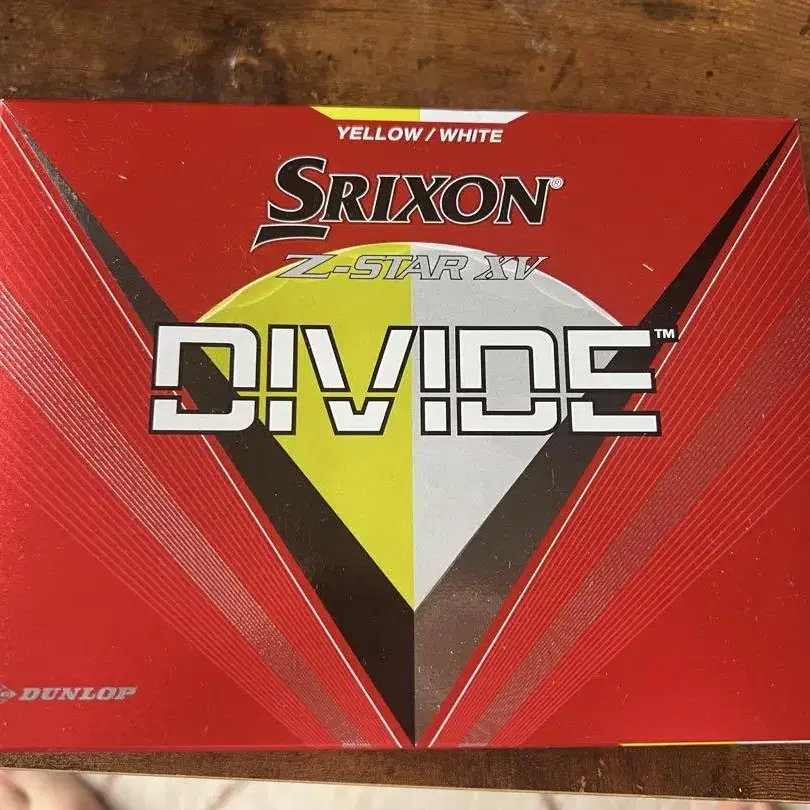 YELLOW / WHITE
SRIXON®
Z-STAR XV
DIVIDE™
DUNLOP